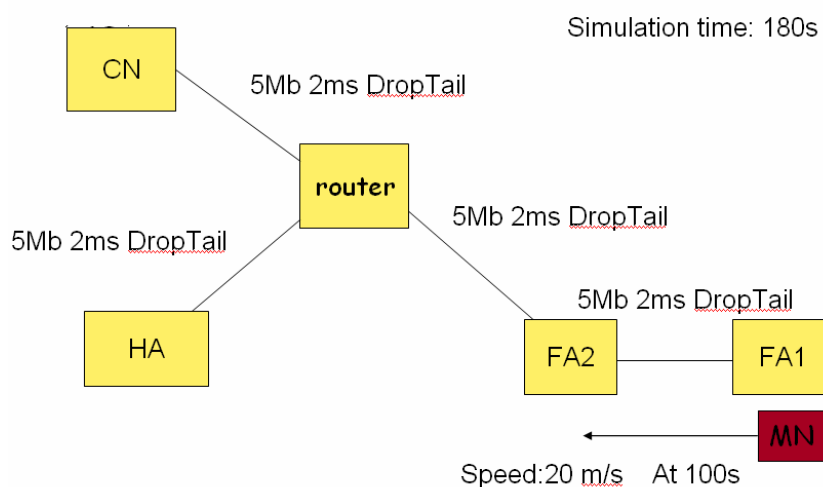 Simulation time: 180s
CN
5Mb 2ms DropTail
router
5Mb 2ms DropTail
5Mb 2ms DropTail
5Mb 2ms DropTail
HA
FA2
FA1
MN
Speed:20 m/s At 100s